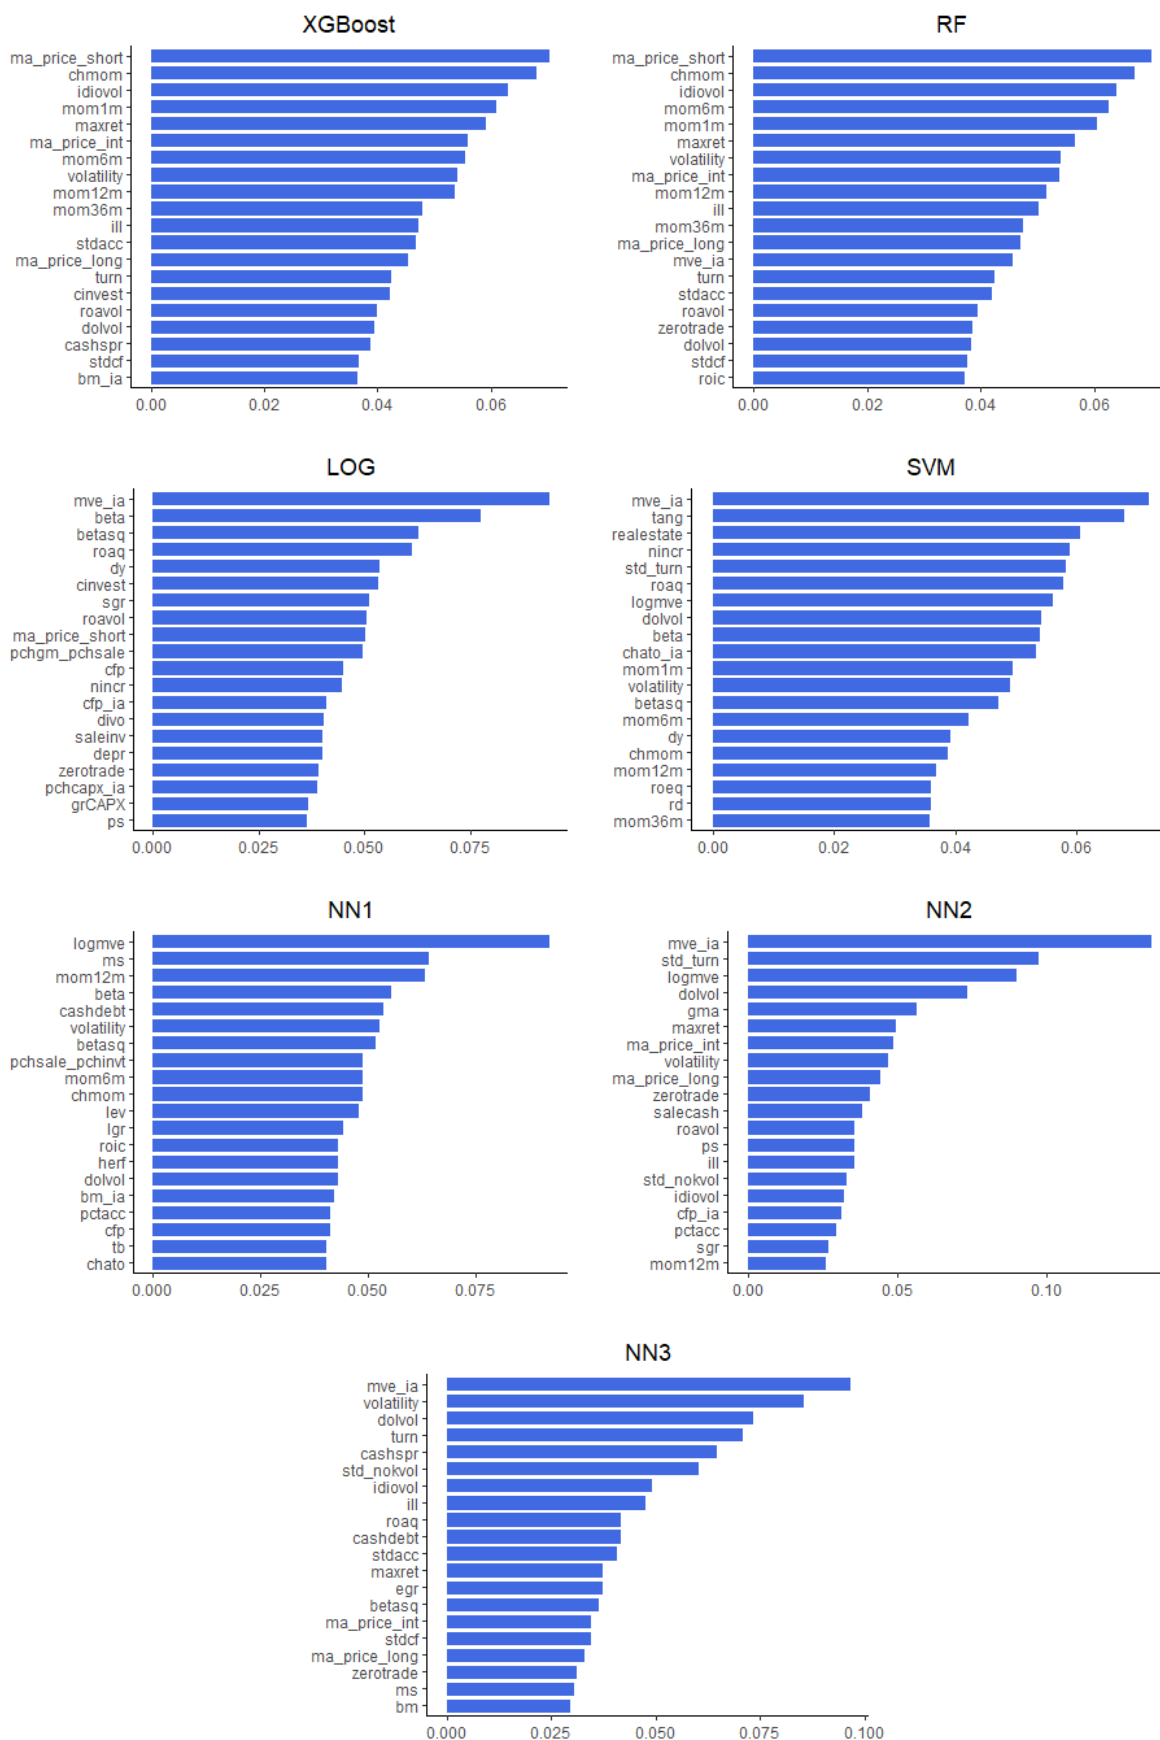 XGBoost
ma_price_short
chmom
idiovol
mom1m
maxret
ma_price_int
mom6m
volatility
mom12m
mom36m
ill
stdacc
ma_price_long
turn
cinvest
roavol
dolvol
cashspr
stdcf
bm_ia
0.00 0.02 0.04 0.06
RF
ma_price_short
chmom
idiovol
mom6m
mom1m
maxret
volatility
ma_price_int
mom12m
ill
mom36m
ma_price_long
mve_ia
turn
stdacc
roavol
zerotrade
dolvol
stdcf
roic
0.00 0.02 0.04 0.06
LOG
mve_ia
beta
betasq
roaq
dy
cinvest
sgr
roavol
ma_price_short
pchgm_pchsale
cfp
nincr
cfp_ia
divo
saleinv
depr
zerotrade
pchcapx_ia
grCAPX
ps
0.000 0.025 0.050 0.075
SVM
mve_ia
tang
realestate
nincr
std_turn
roaq
logmve
dolvol
beta
chato_ia
mom1m
volatility
betasq
mom6m
dy
chmom
mom12m
roeq
rd
mom36m
0.00 0.02 0.04 0.06
NN1
logmve
ms
mom12m
beta
cashdebt
volatility
betasq
pchsale_pchinvt
mom6m
chmom
lev
lgr
roic
herf
dolvol
bm_ia
pctacc
cfp
tb
chato
0.000 0.025 0.050 0.075
NN2
mve_ia
std_turn
logmve
dolvol
gma
maxret
ma_price_int
volatility
ma_price_long
zerotrade
salecash
roavol
ps
ill
std_nokvol
idiovol
cfp_ia
pctacc
sgr
mom12m
0.00 0.05 0.10
NN3
mve_ia
volatility
dolvol
turn
cashspr
std_nokvol
idiovol
ill
roaq
cashdebt
stdacc
maxret
egr
betasq
ma_price_int
stdcf
ma_price_long
zerotrade
ms
bm
0.000 0.025 0.050 0.075 0.100